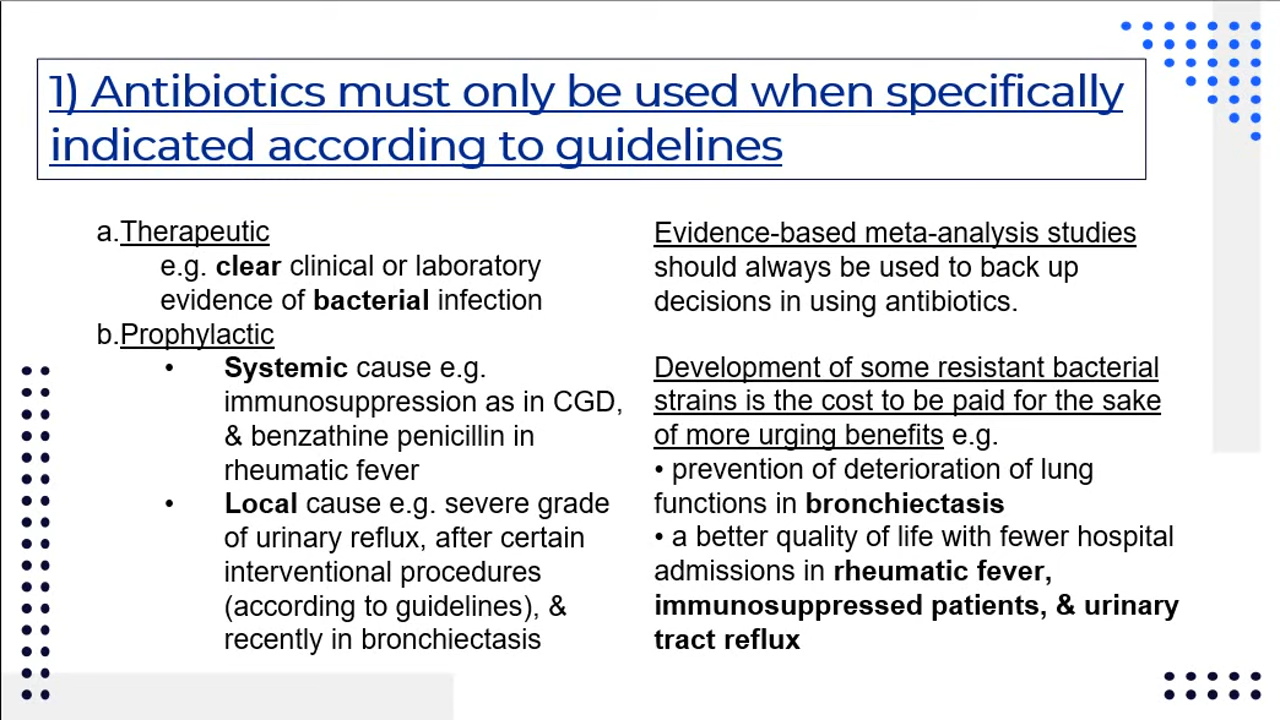 1) Antibiotics must only be used when specifically
indicated according to guidelines
a.Therapeutic
e.g. clear clinical or laboratory
evidence of bacterial infection
b.Prophylactic
• Systemic cause e.g.
immunosuppression as in CGD,
& benzathine penicillin in
rheumatic fever
• Local cause e.g. severe grade
of urinary reflux, after certain
interventional procedures
(according to guidelines), &
recently in bronchiectasis
Evidence-based meta-analysis studies
should always be used to back up
decisions in using antibiotics.
Development of some resistant bacterial
strains is the cost to be paid for the sake
of more urging benefits e.g.
• prevention of deterioration of lung
functions in bronchiectasis
• a better quality of life with fewer hospital
admissions in rheumatic fever,
immunosuppressed patients, & urinary
tract reflux